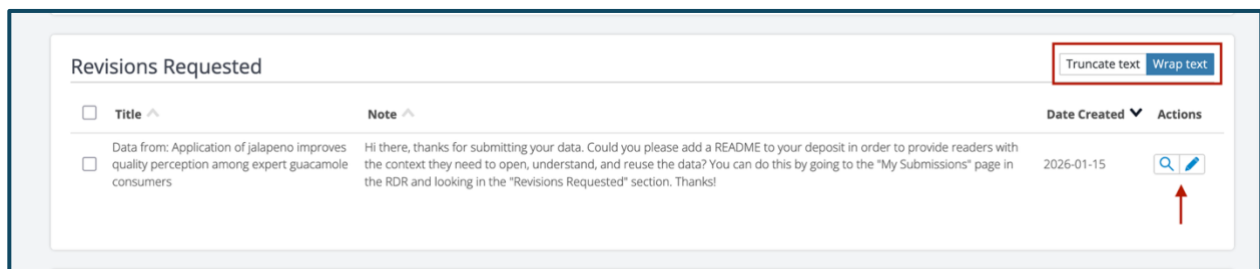 Revisions Requested
Truncate text Wrap text
Title Note Date Created Actions
Data from: Application of jalapeno improves
quality perception among expert guacamole
consumers
Hi there, thanks for submitting your data. Could you please add a README to your deposit in order to provide readers with
the context they need to open, understand, and reuse the data? You can do this by going to the "My Submissions" page in
the RDR and looking in the "Revisions Requested" section. Thanks!
2026-01-15